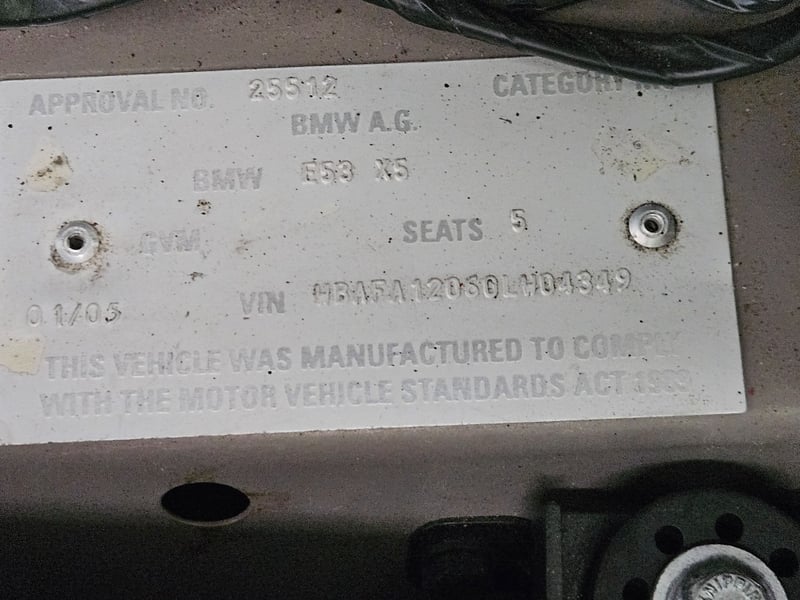 APPROVAL NO. 25512 CATEGORY
BMW A.G.
BMW E53 X5
GVM SEATS 5
01/05 VIN
THIS VEHICLE WAS MANUFACTURED TO COMPLY
WITH THE MOTOR VEHICLE STANDARDS ACT 1989